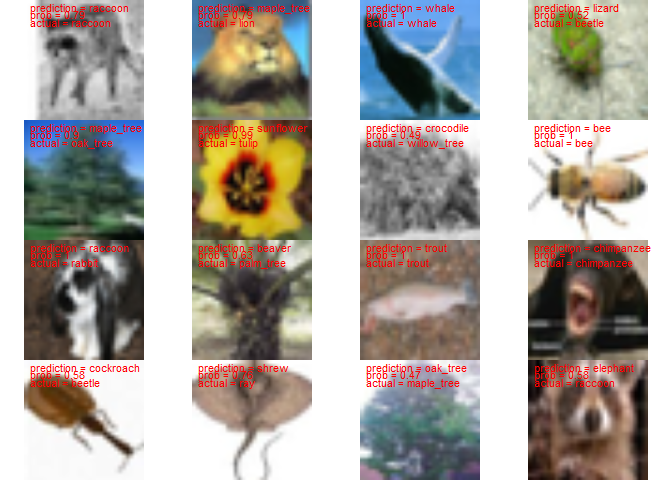 prediction = raccoon
prob = 0.79
actual = raccoon
prediction = maple_tree
prob = 0.79
actual = lion
prediction = whale
prob = 1
actual = whale
prediction = lizard
prob = 0.52
actual = beetle
prediction = maple_tree
actual = oak_tree
prediction = sunflower
prob = 0.99
actual = tulip
prediction = crocodile
prob = 0.49
actual = willow_tree
prediction = bee
prob = 1
actual = bee
prediction = raccoon
prob = 1
actual = rabbit
prediction = beaver
prob = 0.63
actual = palm_tree
prediction = trout
prob = 1
actual = trout
prediction = chimpanzee
prob = 1
actual = chimpanzee
prediction = cockroach
prob = 0.58
actual = beetle
prediction = shrew
actual = ray
prediction = oak_tree
prob = 0.47
actual = maple_tree
prediction = elephant
prob = 0.58
actual = raccoon